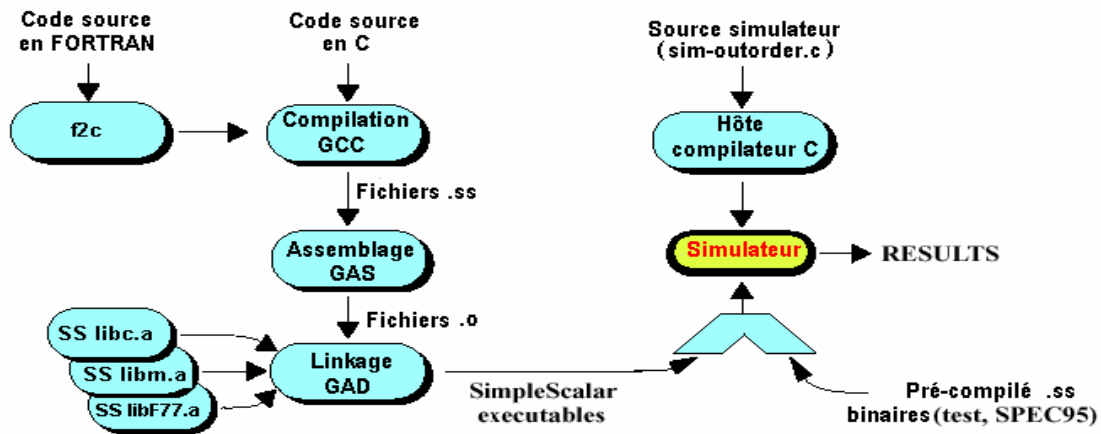 Code source
en FORTRAN
Code source
en C
Source simulateur
(sim-outorder.c)
f2c
Compilation
GCC
Hôte
compilateur C
Fichiers .ss
Assemblage
GAS
Simulateur
RESULTS
Fichiers .o
SS libc.a
SS libm.a
SS libF77.a
Linkage
GAD
SimpleScalar
executables
Pré-compilé .ss
binaires(test, SPEC95)